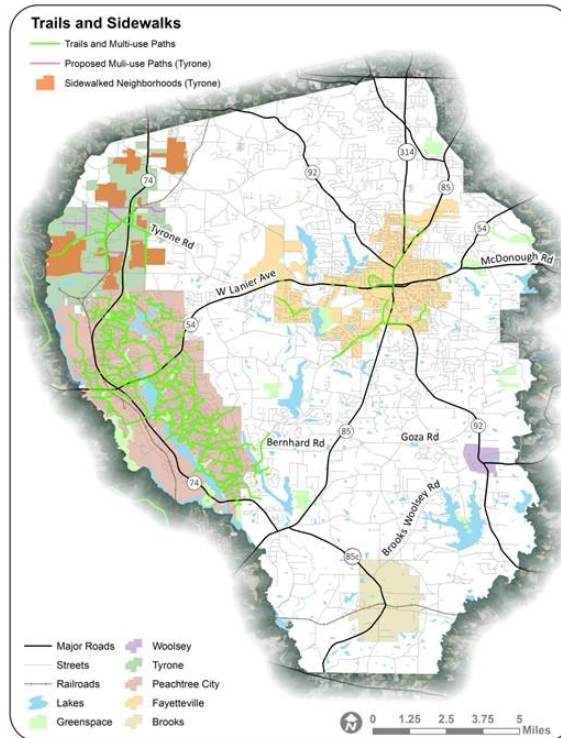 Trails and Sidewalks
Trails and Multi-use Paths
Proposed Muli-use Paths (Tyrone)
Sidewalked Neighborhoods (Tyrone)
314
92
74
85
54
Tyrone Rd
McDonough Rd
W Lanier Ave
54
Bernhard Rd
85
Goza Rd
92
74
Brooks Woolsey Rd
85c
Major Roads
Streets
Railroads
Lakes
Greenspace
Woolsey
Tyrone
Peachtree City
Fayetteville
Brooks
N
0 1.25 2.5 3.75 5
Miles